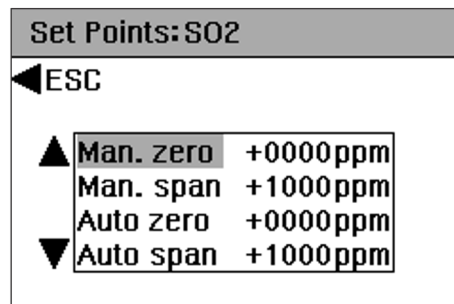 Set Points: SO2
ESC
Man. zero +0000ppm
Man. span +1000ppm
Auto zero +0000ppm
Auto span +1000ppm